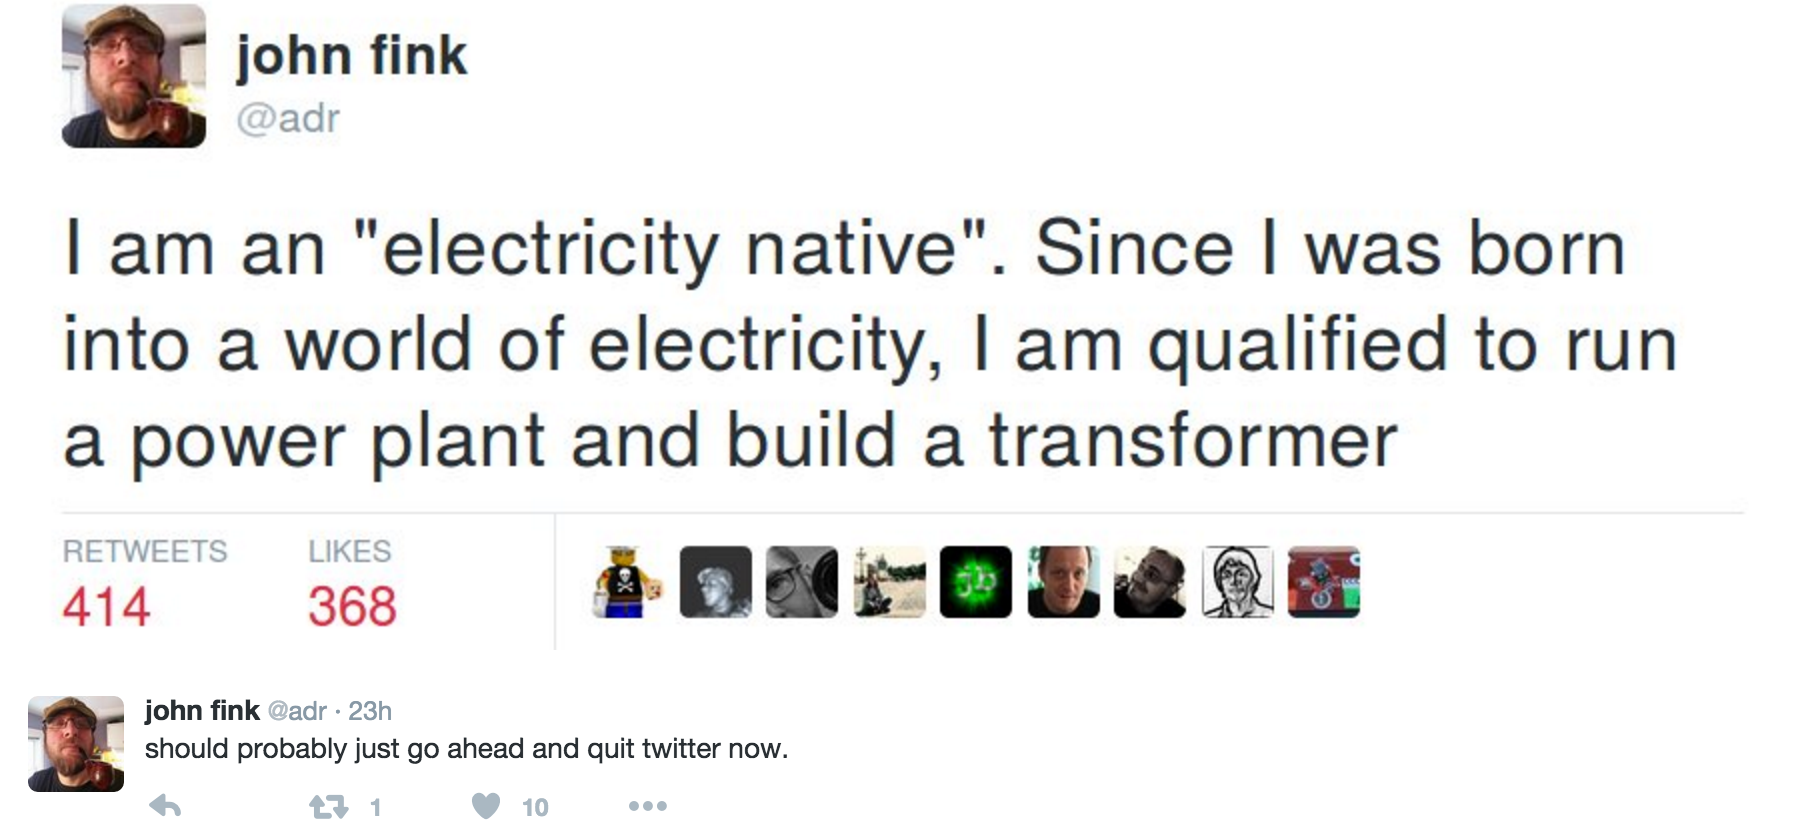 john fink
@adr
I am an "electricity native". Since I was born
into a world of electricity, I am qualified to run
a power plant and build a transformer
RETWEETS LIKES
414 368
jb
john fink @adr · 23h
should probably just go ahead and quit twitter now.
1 10